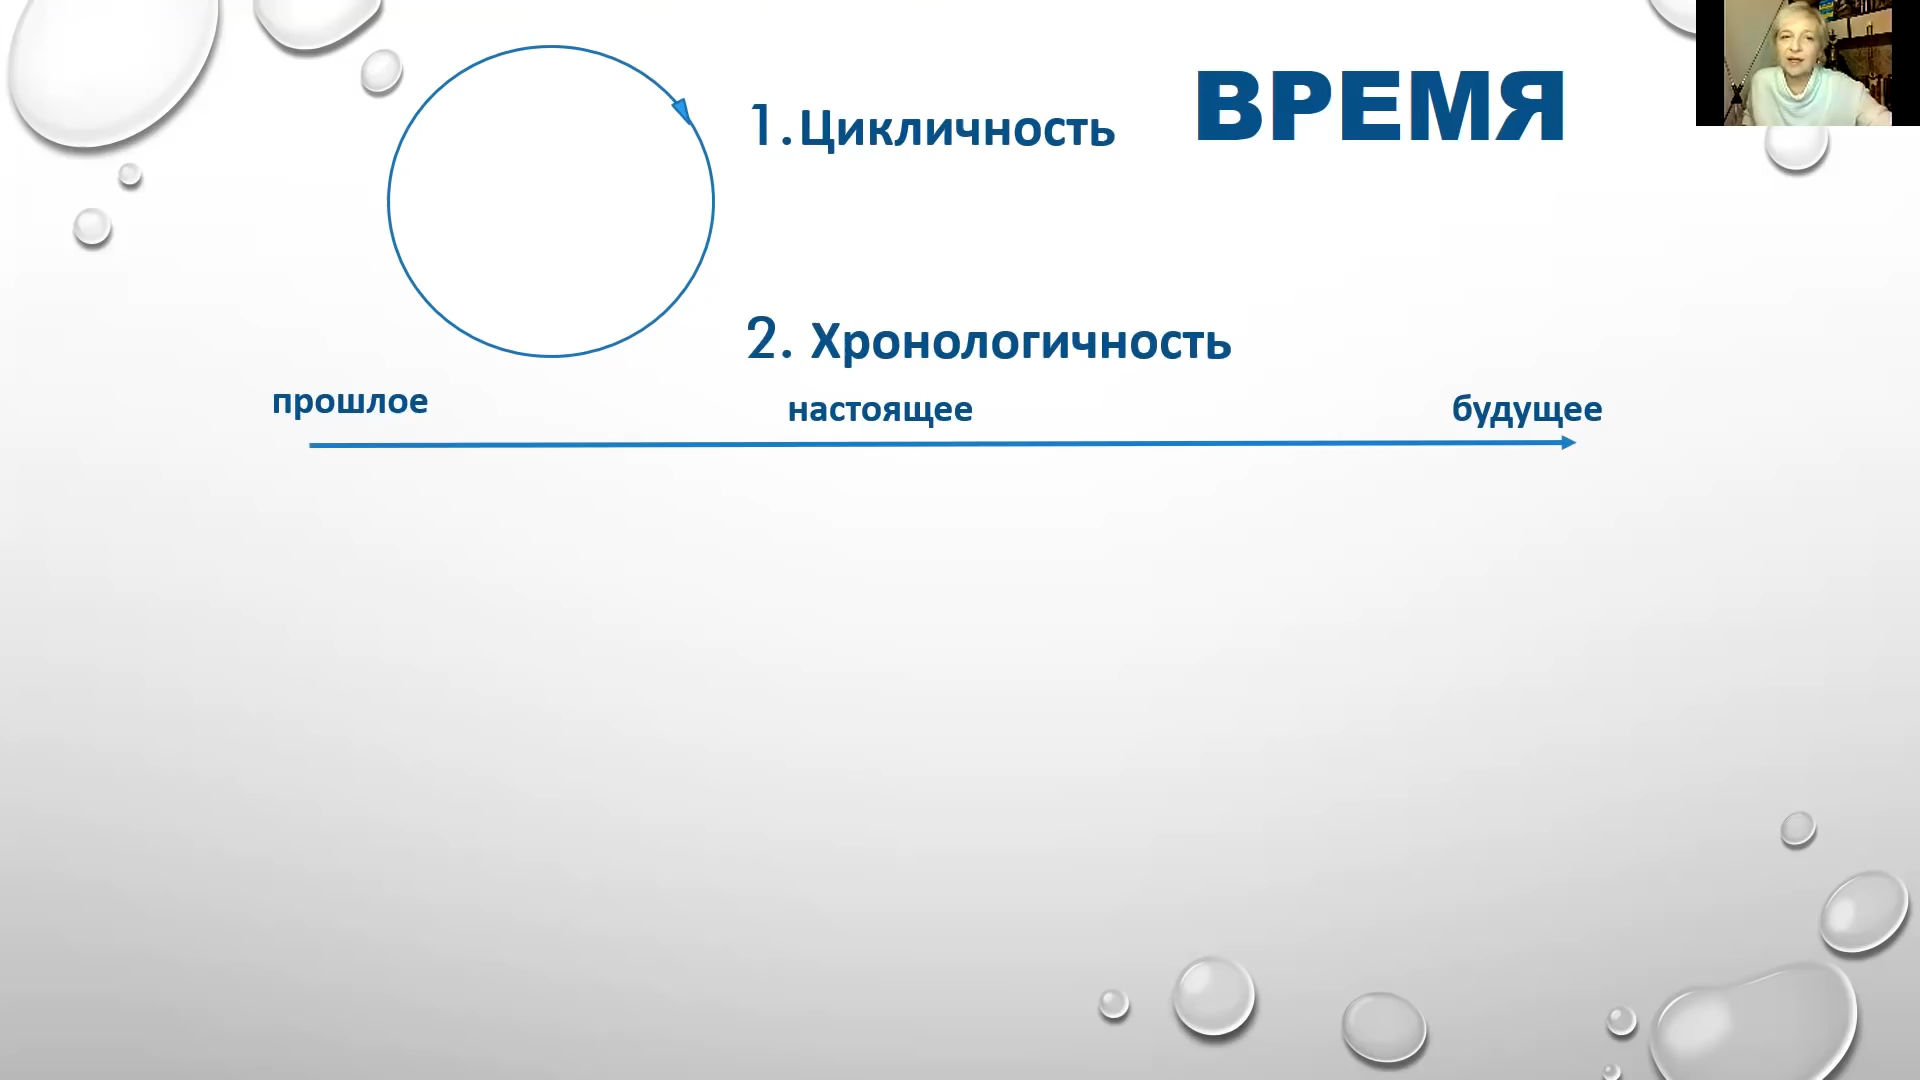 ВРЕМЯ
1.Цикличность
2. Хронологичность
прошлое
настоящее
будущее